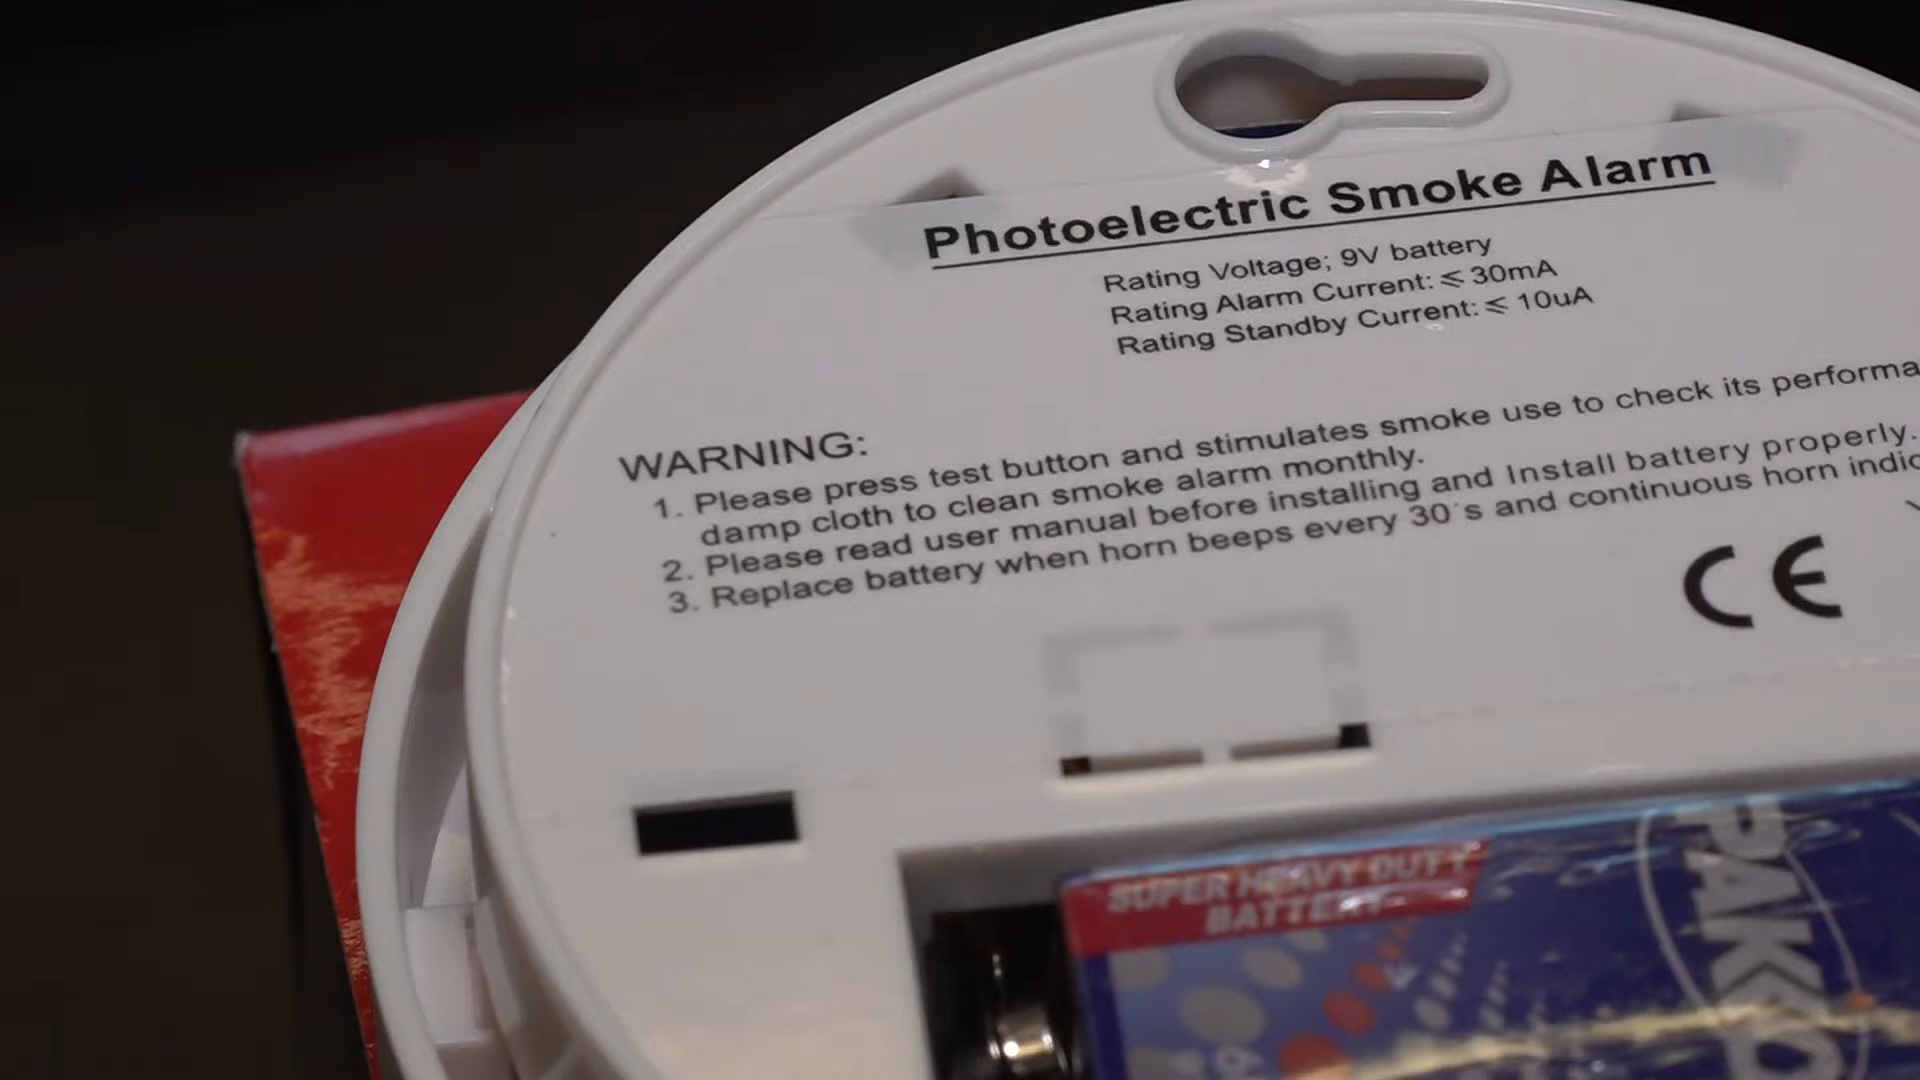 Photoelectric Smoke Alarm
Rating Voltage; 9V battery
Rating Alarm Current: ⩽ 30mA
Rating Standby Current: ⩽ 10uA
WARNING:
1. Please press test button and stimulates smoke use to check its performa
damp cloth to clean smoke alarm monthly.
2. Please read user manual before installing and Install battery properly.
3. Replace battery when horn beeps every 30's and continuous horn indic
CE
SUPER HEAVY DUTY
BATTERY
PAKKO